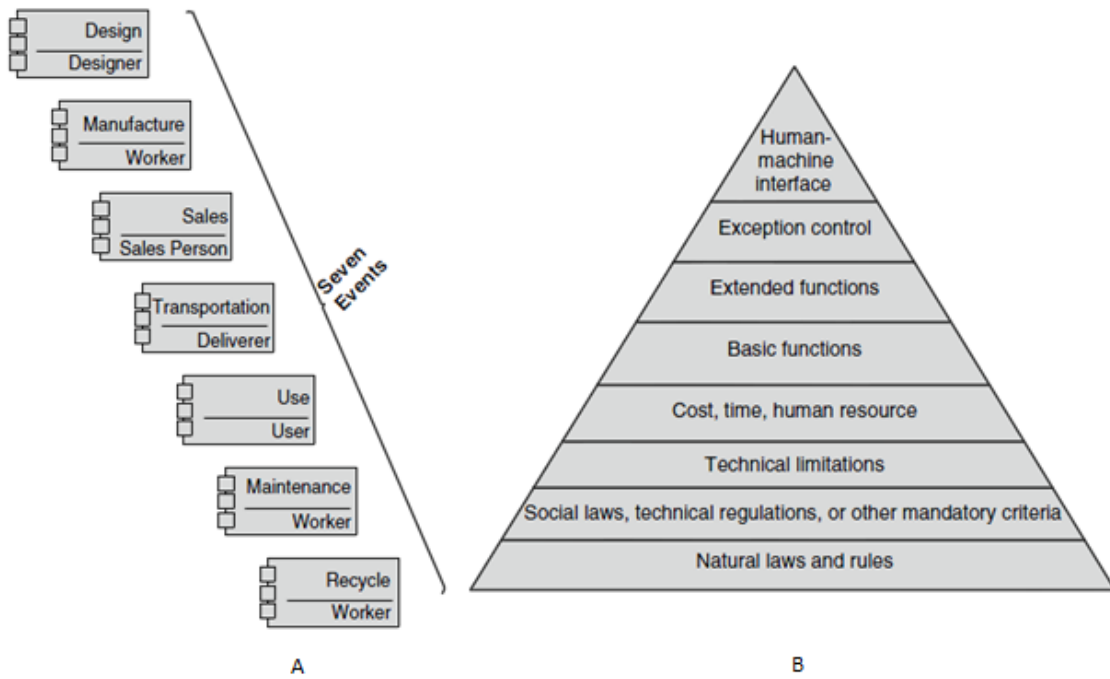 Design
Designer
Manufacture
Worker
Sales
Sales Person
Transportation
Deliverer
Use
User
Maintenance
Worker
Recycle
Worker
Seven
Events
A
Human-
machine
interface
Exception control
Extended functions
Basic functions
Cost, time, human resource
Technical limitations
Social laws, technical regulations, or other mandatory criteria
Natural laws and rules
B